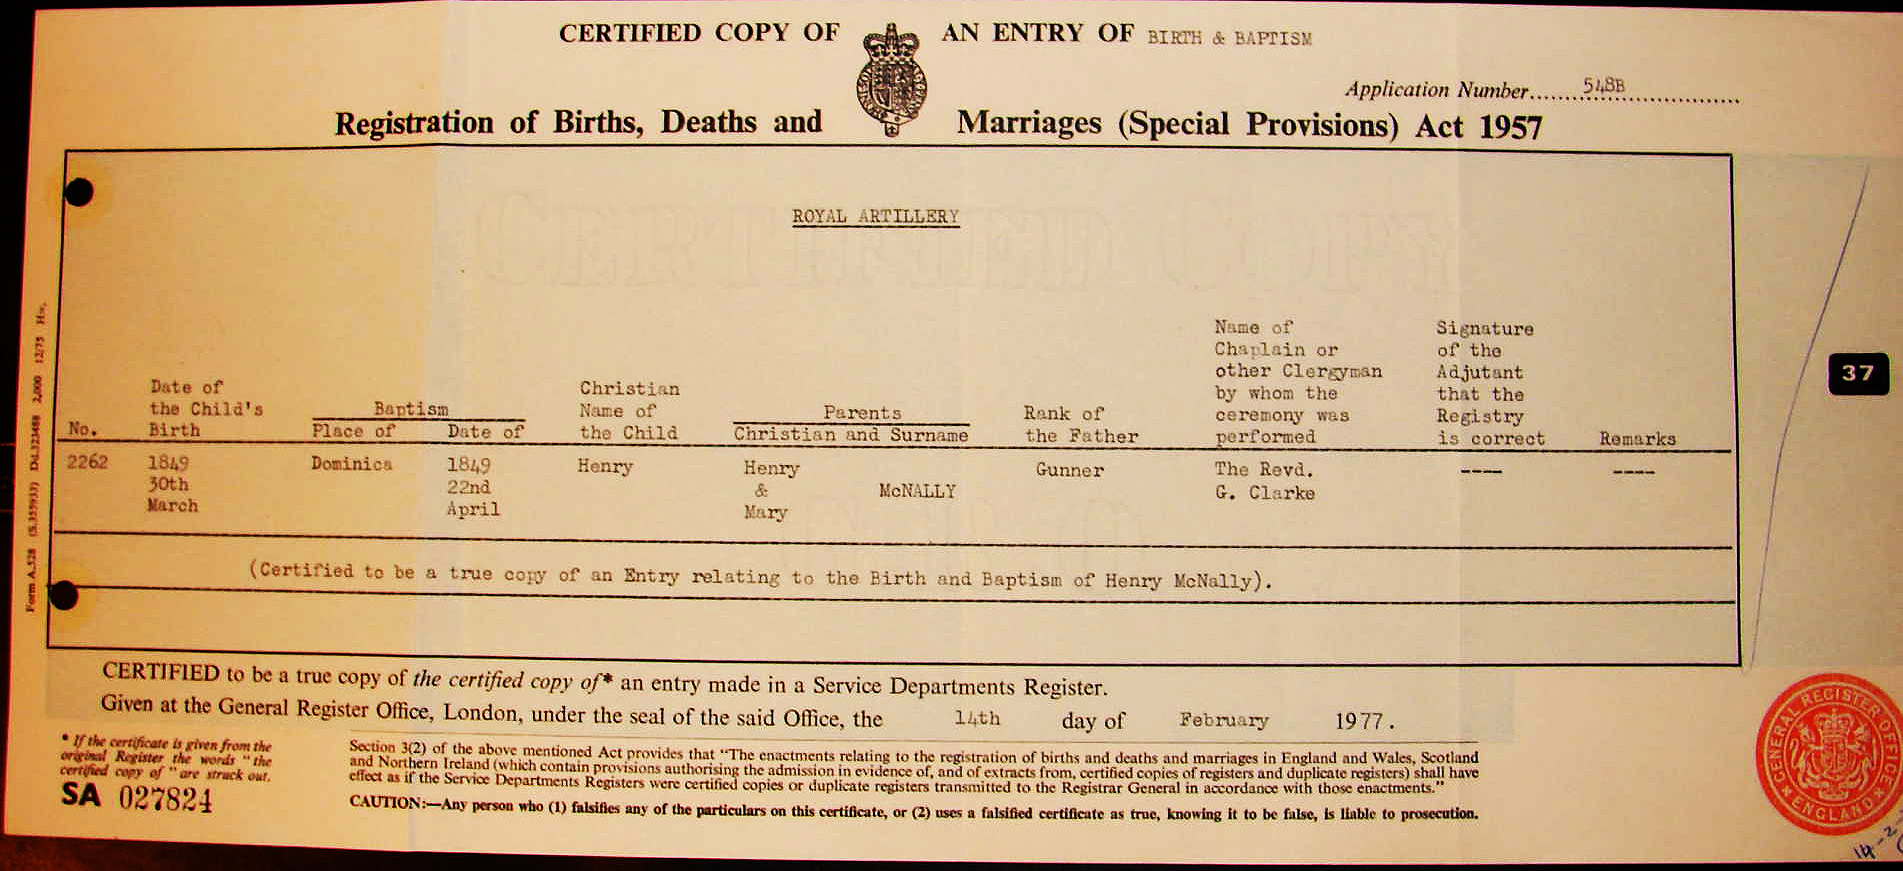 CERTIFIED COPY OF AN ENTRY OF BIRTH & BAPTISM
Application Number 548B
Registration of Births, Deaths and Marriages (Special Provisions) Act 1957
CERTIFIED COPY
ROYAL ARTILLERY
No.
Date of
the Child's
Birth
Baptism
Place of Date of
Christian
Name of
the Child
Parents
Christian and Surname
Rank of
the Father
Name of
Chaplain or
other Clergyman
by whom the
ceremony was
performed
Signature
of the
Adjutant
that the
Registry
is correct
Remarks
2262 1849 Dominica 1849 Henry Henry Gunner The Revd. ---- ----
30th 22nd & McNALLY G. Clarke
March April Mary
(Certified to be a true copy of an Entry relating to the Birth and Baptism of Henry McNally).
CERTIFIED to be a true copy of the certified copy of* an entry made in a Service Departments Register.
Given at the General Register Office, London, under the seal of the said Office, the 14th day of February 1977.
* If the certificate is given from the
original Register the words "the
certified copy of" are struck out.
SA 027824
Section 3(2) of the above mentioned Act provides that "The enactments relating to the registration of births and deaths and marriages in England and Wales, Scotland
and Northern Ireland (which contain provisions authorising the admission in evidence of, and of extracts from, certified copies of registers and duplicate registers) shall have
effect as if the Service Departments Registers were certified copies or duplicate registers transmitted to the Registrar General in accordance with those enactments."
CAUTION:—Any person who (1) falsifies any of the particulars on this certificate, or (2) uses a falsified certificate as true, knowing it to be false, is liable to prosecution.
Form A.528 (S.355933) Dd.323488 2,000 12/75 Hw.
37
GENERAL REGISTER OFFICE
ENGLAND